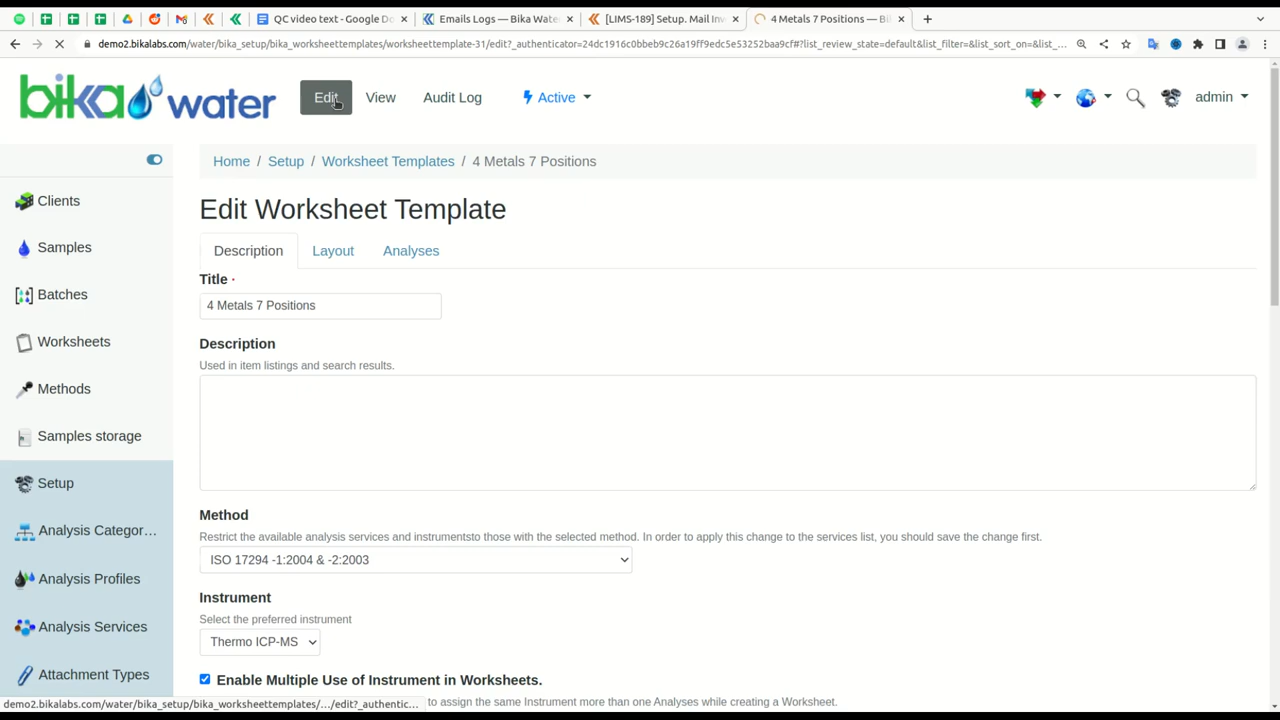 QC video text - Google Do
Emails Logs — Bika Wate
[LIMS-189] Setup. Mail Inv
4 Metals 7 Positions — Bi
demo2.bikalabs.com/water/bika_setup/bika_worksheettemplates/worksheettemplate-31/edit?_authenticator=24dc1916c0bbeb9c26a19ff9edc5e53252baa9cf#?list_review_state=default&list_filter=&list_sort_on=&list_...
bika water
Edit
View
Audit Log
Active
admin
Home / Setup / Worksheet Templates / 4 Metals 7 Positions
Clients
Samples
Batches
Worksheets
Methods
Samples storage
Setup
Analysis Categor...
Analysis Profiles
Analysis Services
Attachment Types
Edit Worksheet Template
Description
Layout
Analyses
Title
4 Metals 7 Positions
Description
Used in item listings and search results.
Method
Restrict the available analysis services and instrumentsto those with the selected method. In order to apply this change to the services list, you should save the change first.
ISO 17294 -1:2004 & -2:2003
Instrument
Select the preferred instrument
Thermo ICP-MS
Enable Multiple Use of Instrument in Worksheets.
to assign the same Instrument more than one Analyses while creating a Worksheet.
demo2.bikalabs.com/water/bika_setup/bika_worksheettemplates/.../edit?_authentic...